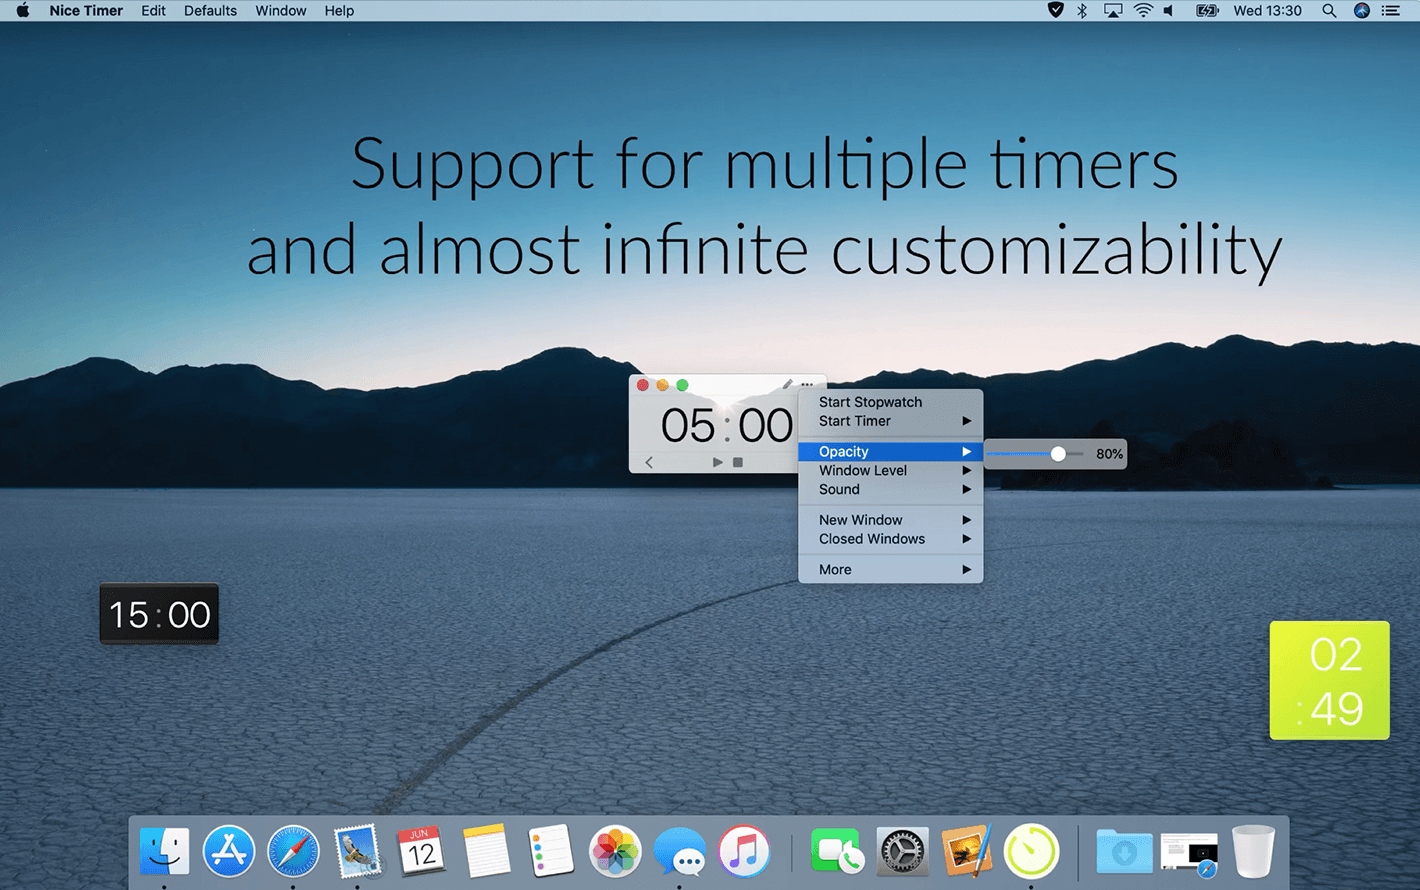 Nice Timer Edit Defaults Window Help Wed 13:30
Support for multiple timers
and almost infinite customizability
05:00
Start Stopwatch
Start Timer
Opacity 80%
Window Level
Sound
New Window
Closed Windows
More
15:00
02
:49
JUN
12